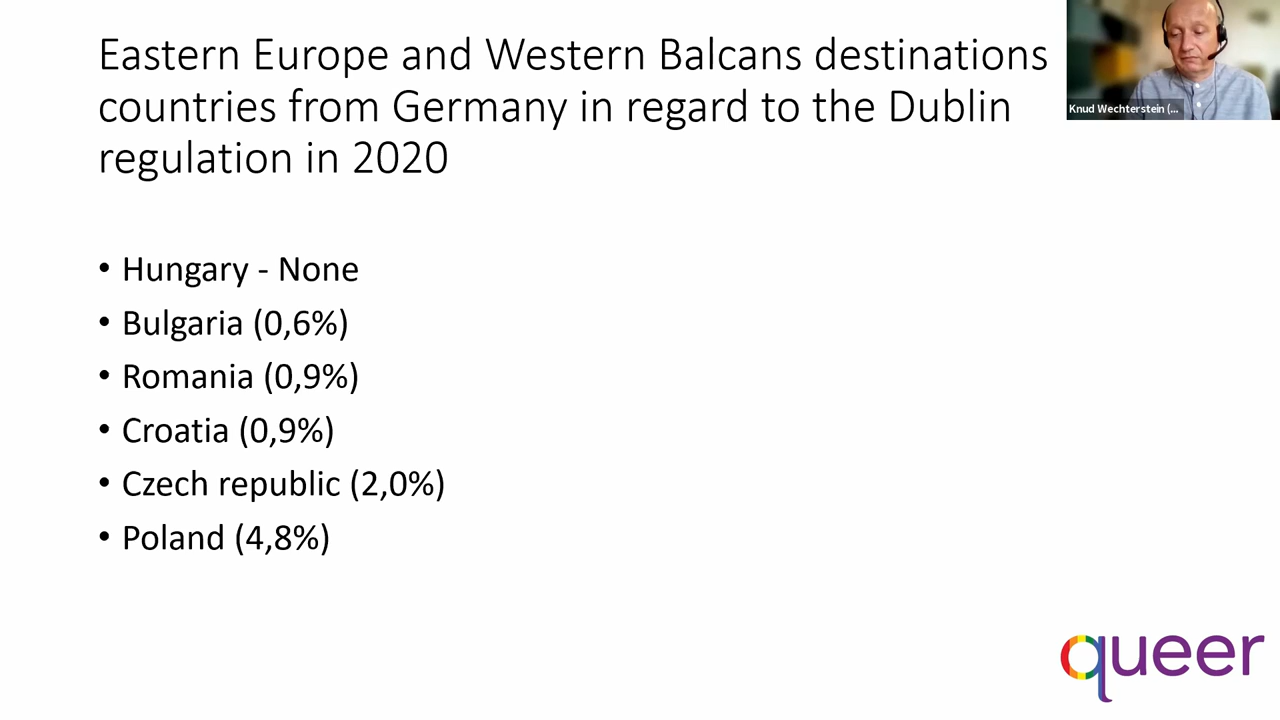 Eastern Europe and Western Balcans destinations
countries from Germany in regard to the Dublin
regulation in 2020
Knud Wechterstein (...
• Hungary - None
• Bulgaria (0,6%)
• Romania (0,9%)
• Croatia (0,9%)
• Czech republic (2,0%)
• Poland (4,8%)
queer